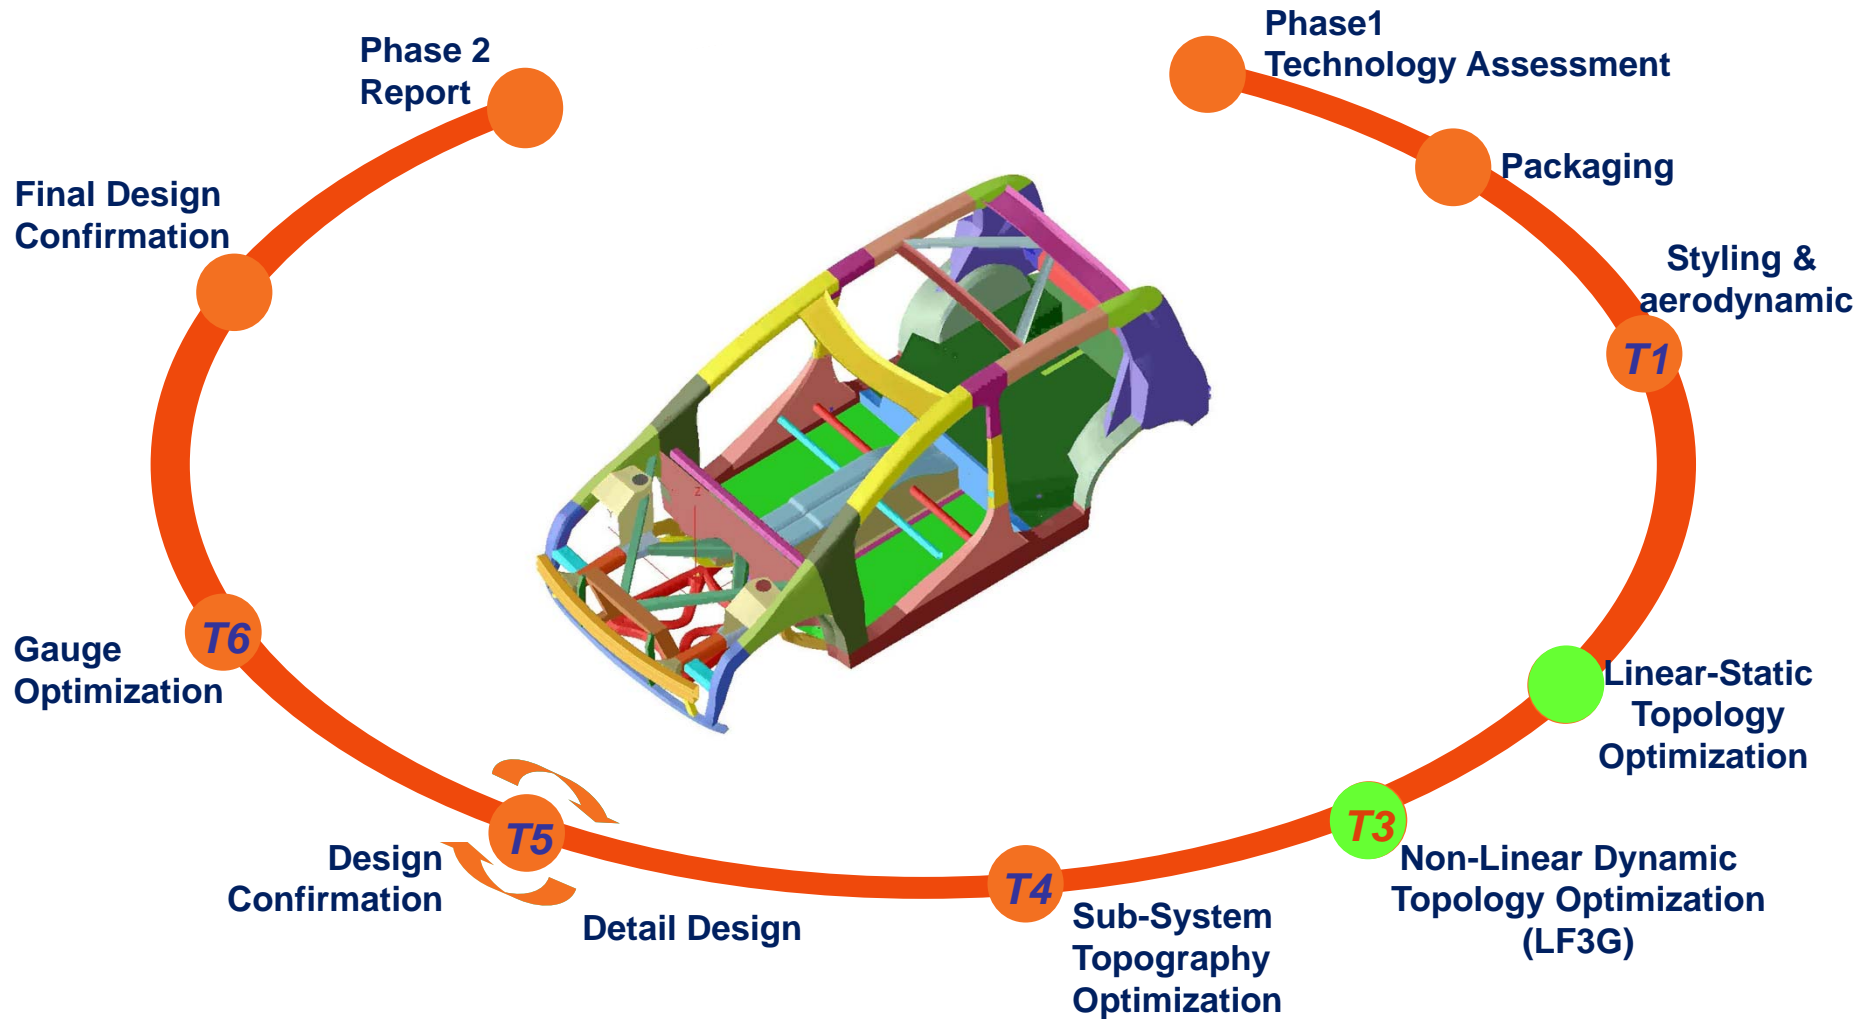 Phase1
Technology Assessment
Packaging
Styling &
aerodynamic
T1
Linear-Static
Topology
Optimization
T3
Non-Linear Dynamic
Topology Optimization
(LF3G)
T4
Sub-System
Topography
Optimization
Detail Design
T5
Design
Confirmation
T6
Gauge
Optimization
Final Design
Confirmation
Phase 2
Report
Z